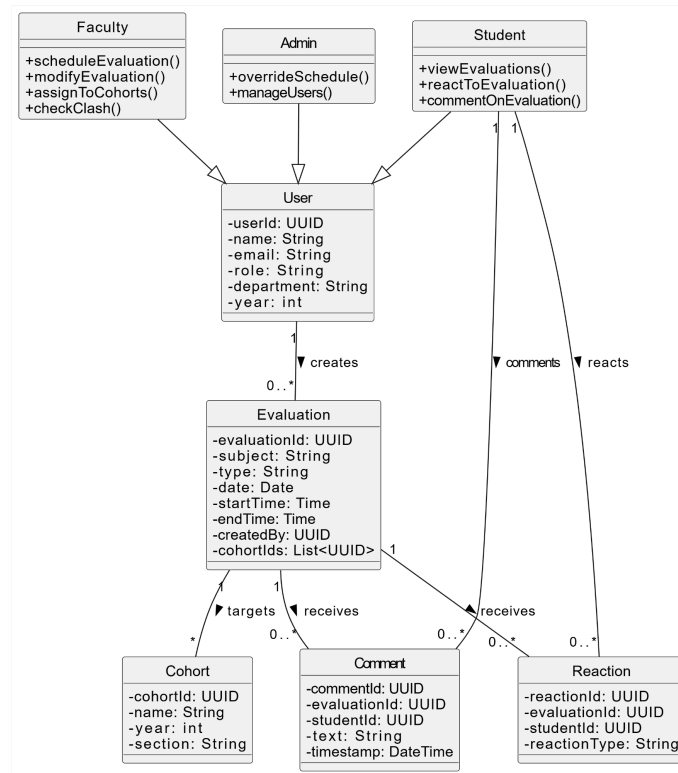 Faculty
+scheduleEvaluation()
+modifyEvaluation()
+assignToCohorts()
+checkClash()
Admin
+overrideSchedule()
+manageUsers()
Student
+viewEvaluations()
+reactToEvaluation()
+commentOnEvaluation()
1 1
User
-userId: UUID
-name: String
-email: String
-role: String
-department: String
-year: int
1
creates
comments
reacts
0..*
Evaluation
-evaluationId: UUID
-subject: String
-type: String
-date: Date
-startTime: Time
-endTime: Time
-createdBy: UUID
-cohortIds: List<UUID>
1
1
1
targets
receives
receives
*
0..*
0..*
0..*
0..*
Cohort
-cohortId: UUID
-name: String
-year: int
-section: String
Comment
-commentId: UUID
-evaluationId: UUID
-studentId: UUID
-text: String
-timestamp: DateTime
Reaction
-reactionId: UUID
-evaluationId: UUID
-studentId: UUID
-reactionType: String